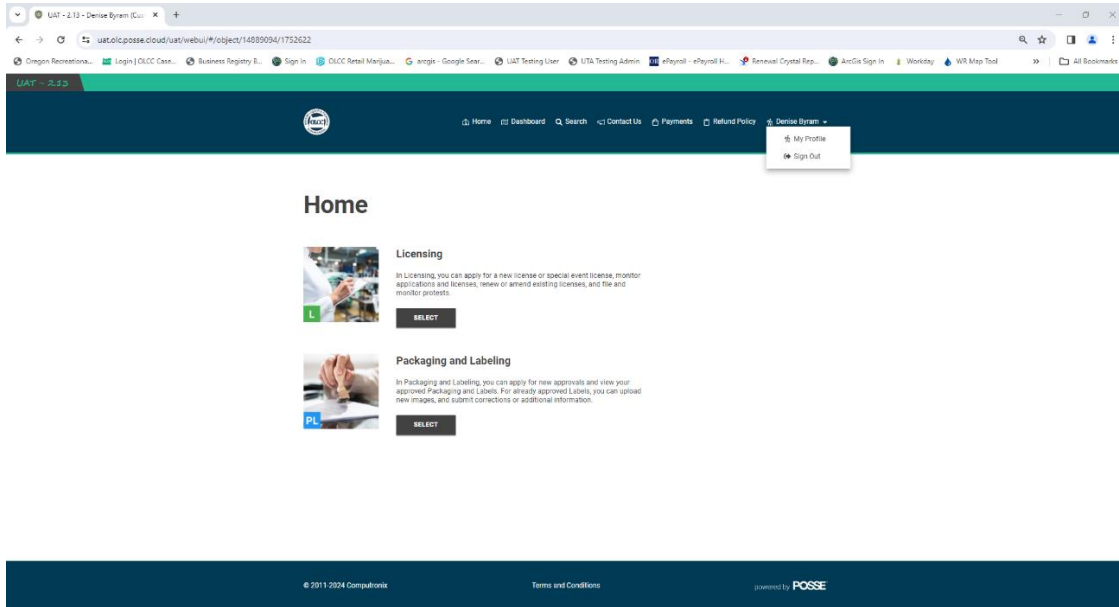 UAT - 2.13 - Denise Byram (Cus
uat.olc.posse.cloud/uat/webui/#/object/14889094/1752622
Oregon Recreationa... Login | OLCC Case... Business Registry B... Sign In OLCC Retail Marijua... arcgis - Google Sear... UAT Testing User UTA Testing Admin ePayroll - ePayroll H... Renewal Crystal Rep... ArcGis Sign In Workday WR Map Tool » All Bookmarks
UAT - 2.13
OLCC Home Dashboard Search Contact Us Payments Refund Policy Denise Byram
My Profile
Sign Out
Home
Licensing
In Licensing, you can apply for a new license or special event license, monitor
applications and licenses, renew or amend existing licenses, and file and
monitor protests.
L
SELECT
Packaging and Labeling
In Packaging and Labeling, you can apply for new approvals and view your
approved Packaging and Labels. For already approved Labels, you can upload
new images, and submit corrections or additional information.
PL
SELECT
© 2011-2024 Computronix Terms and Conditions powered by POSSE